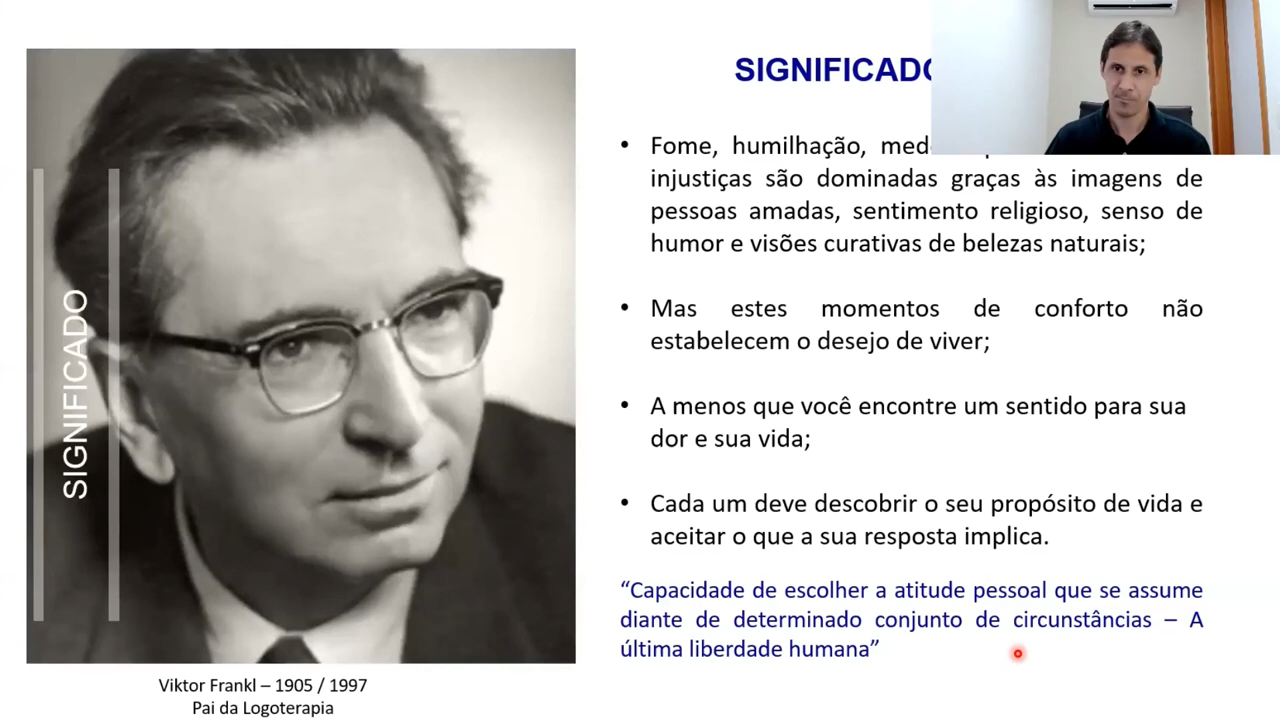 SIGNIFICADO
Viktor Frankl – 1905 / 1997
Pai da Logoterapia
SIGNIFICADO
• Fome, humilhação,
injustiças são dominadas graças às imagens de
pessoas amadas, sentimento religioso, senso de
humor e visões curativas de belezas naturais;
• Mas estes momentos de conforto não
estabelecem o desejo de viver;
• A menos que você encontre um sentido para sua
dor e sua vida;
• Cada um deve descobrir o seu propósito de vida e
aceitar o que a sua resposta implica.
“Capacidade de escolher a atitude pessoal que se assume
diante de determinado conjunto de circunstâncias – A
última liberdade humana”